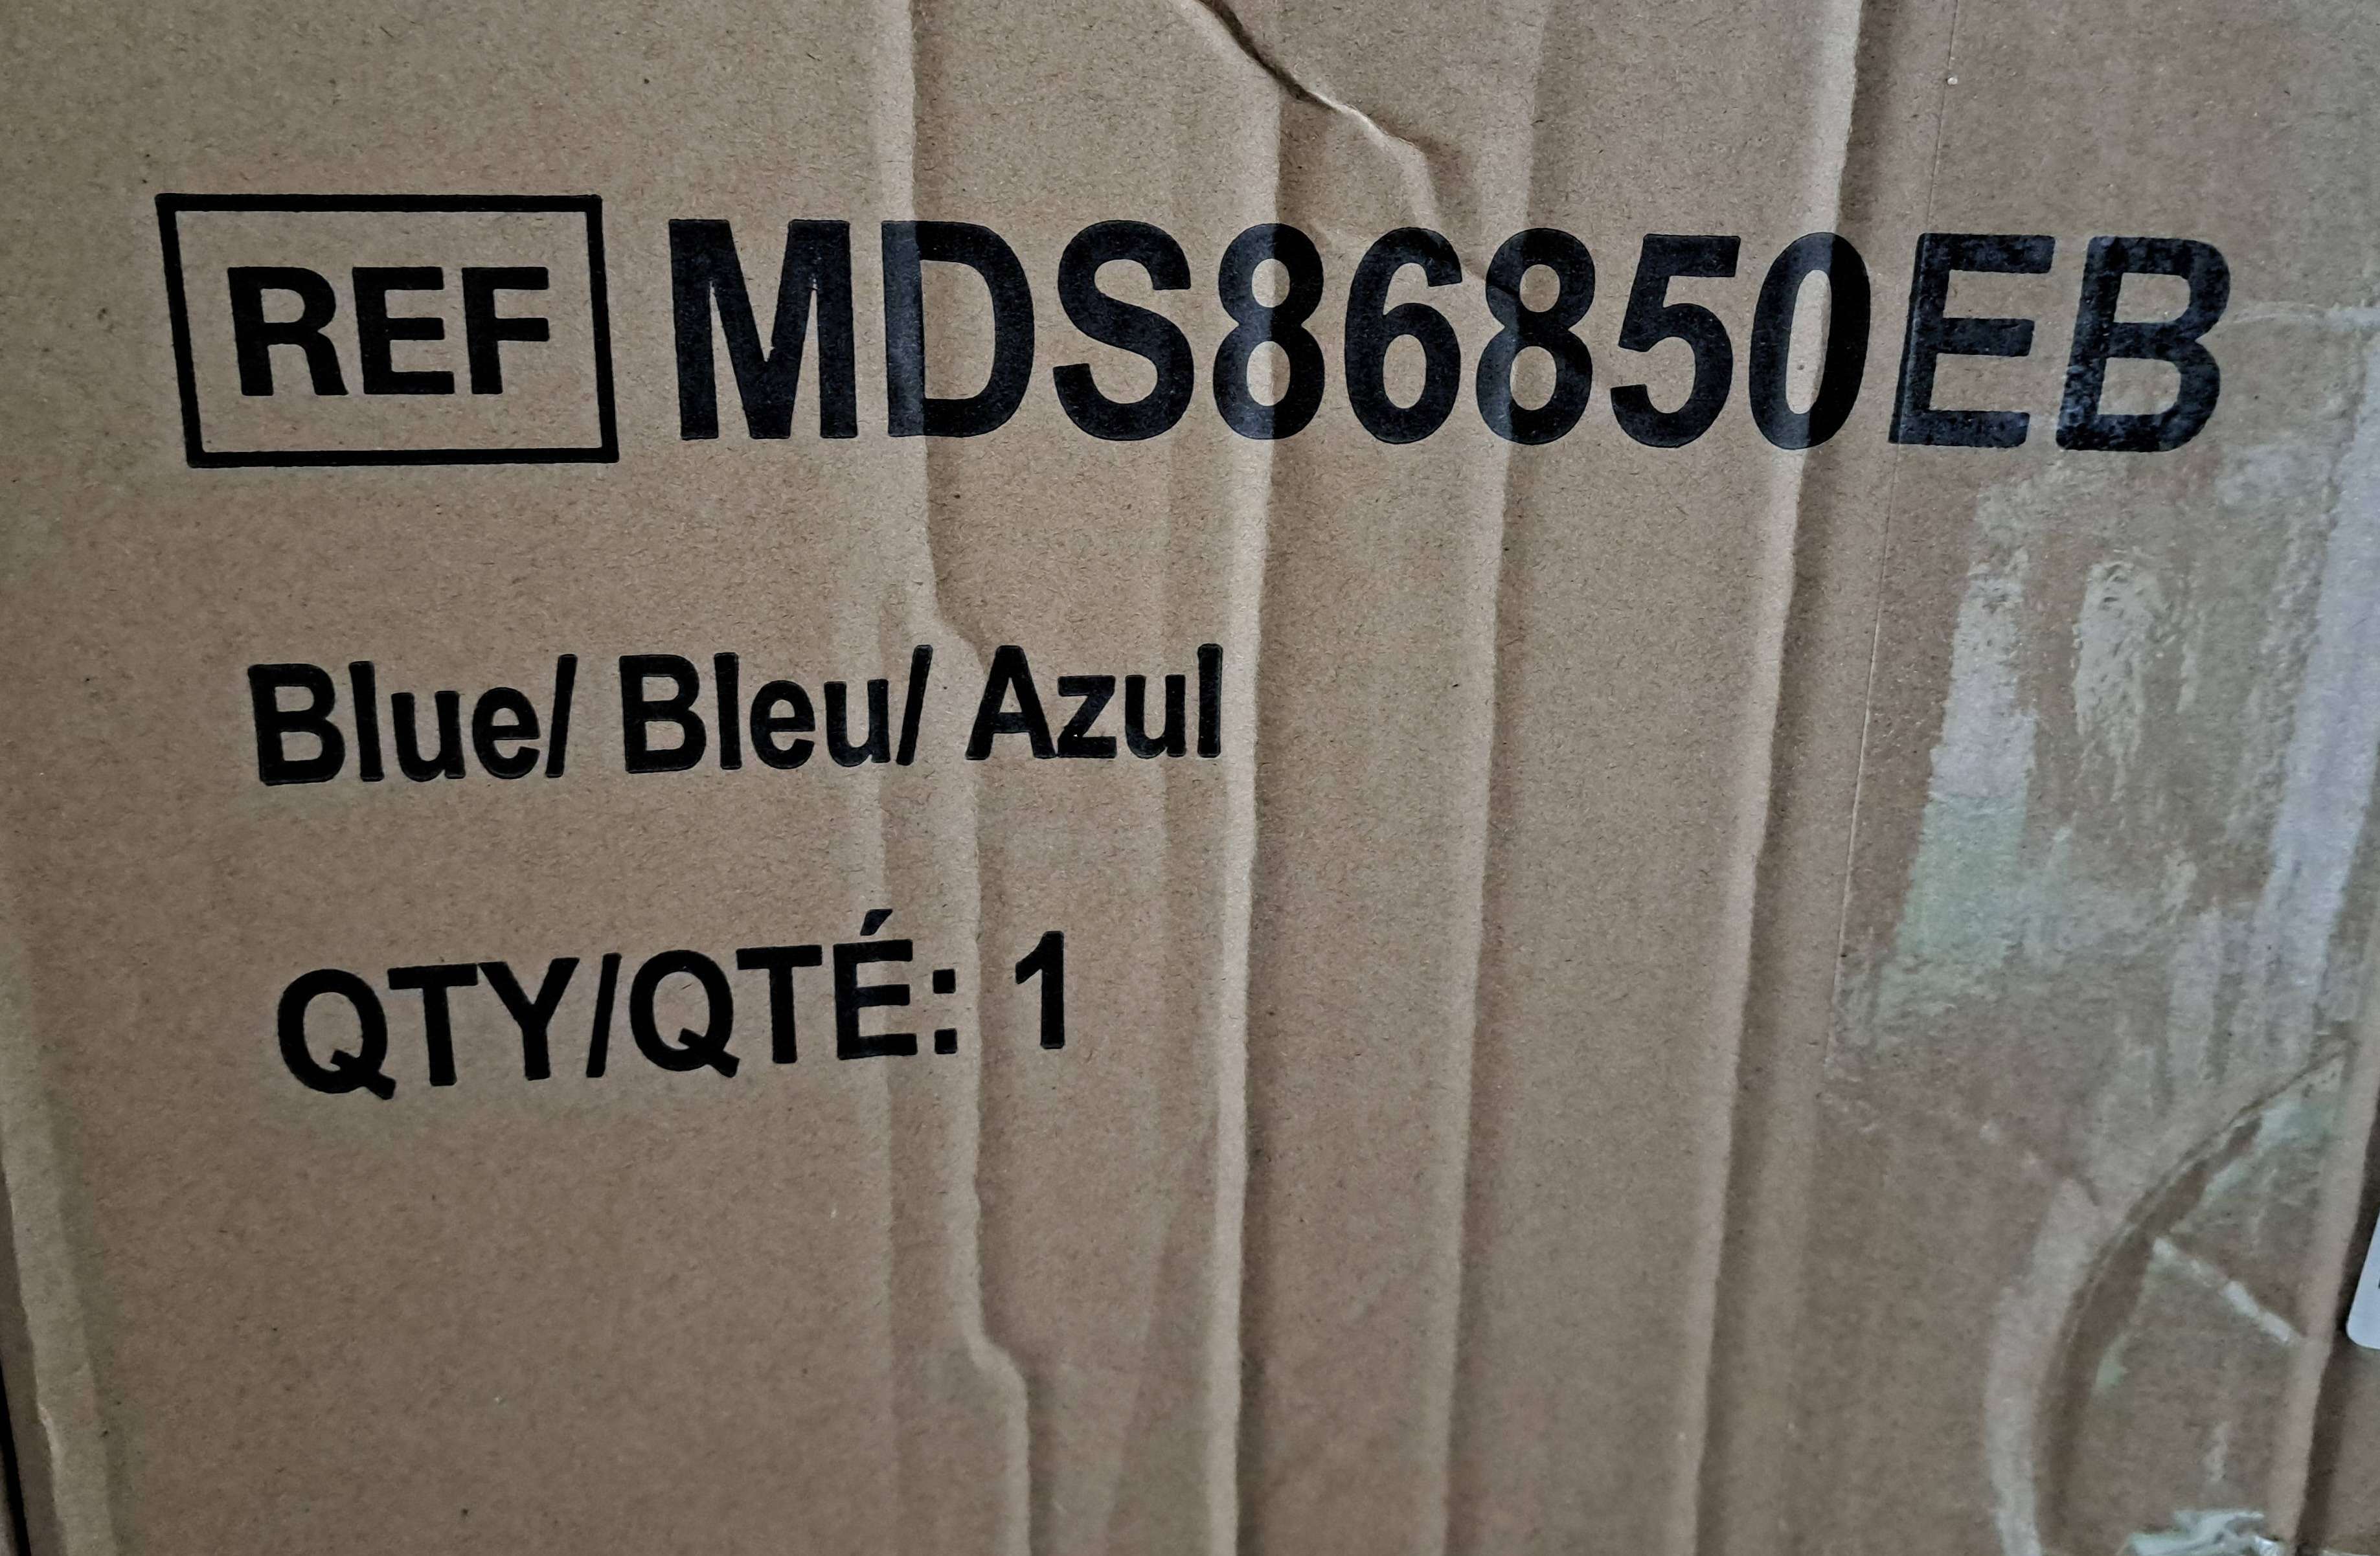 REF MDS86850EB
Blue/ Bleu/ Azul
QTY/QTÉ: 1